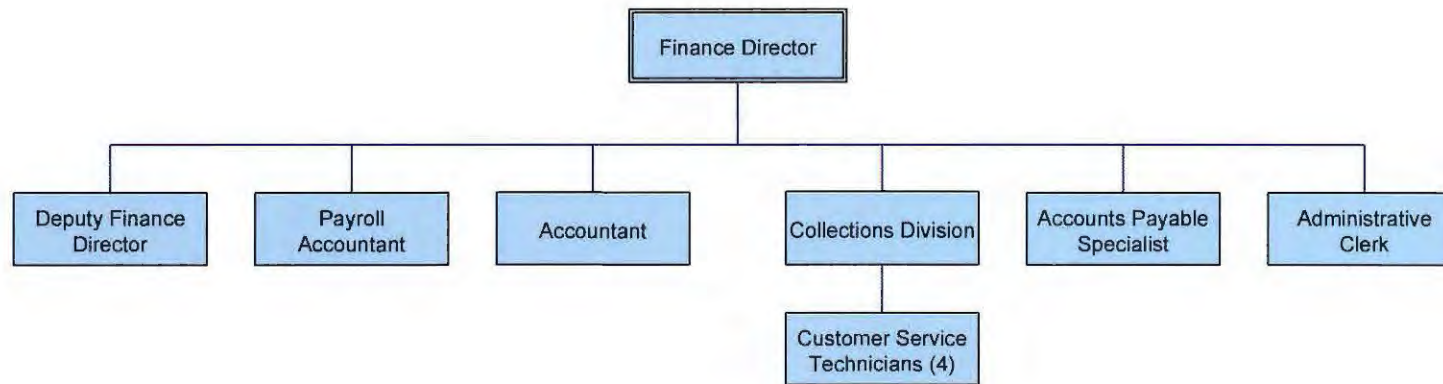 Finance Director
Deputy Finance
Director
Payroll
Accountant
Accountant
Collections Division
Accounts Payable
Specialist
Administrative
Clerk
Customer Service
Technicians (4)